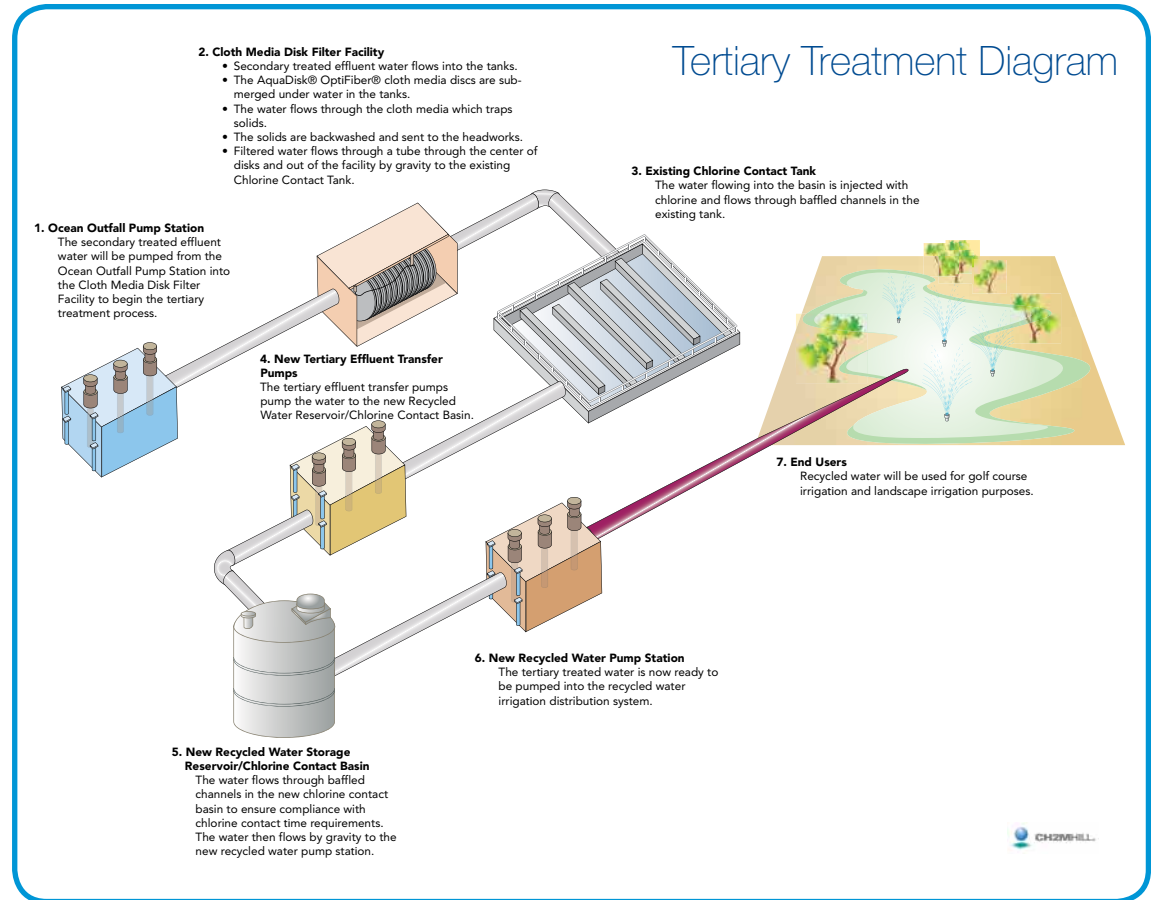 Tertiary Treatment Diagram
1. Ocean Outfall Pump Station
The secondary treated effluent
water will be pumped from the
Ocean Outfall Pump Station into
the Cloth Media Disk Filter
Facility to begin the tertiary
treatment process.
2. Cloth Media Disk Filter Facility
• Secondary treated effluent water flows into the tanks.
• The AquaDisk® OptiFiber® cloth media discs are sub-
merged under water in the tanks.
• The water flows through the cloth media which traps
solids.
• The solids are backwashed and sent to the headworks.
• Filtered water flows through a tube through the center of
disks and out of the facility by gravity to the existing
Chlorine Contact Tank.
3. Existing Chlorine Contact Tank
The water flowing into the basin is injected with
chlorine and flows through baffled channels in the
existing tank.
4. New Tertiary Effluent Transfer
Pumps
The tertiary effluent transfer pumps
pump the water to the new Recycled
Water Reservoir/Chlorine Contact Basin.
5. New Recycled Water Storage
Reservoir/Chlorine Contact Basin
The water flows through baffled
channels in the new chlorine contact
basin to ensure compliance with
chlorine contact time requirements.
The water then flows by gravity to the
new recycled water pump station.
6. New Recycled Water Pump Station
The tertiary treated water is now ready to
be pumped into the recycled water
irrigation distribution system.
7. End Users
Recycled water will be used for golf course
irrigation and landscape irrigation purposes.
CH2MHILL.